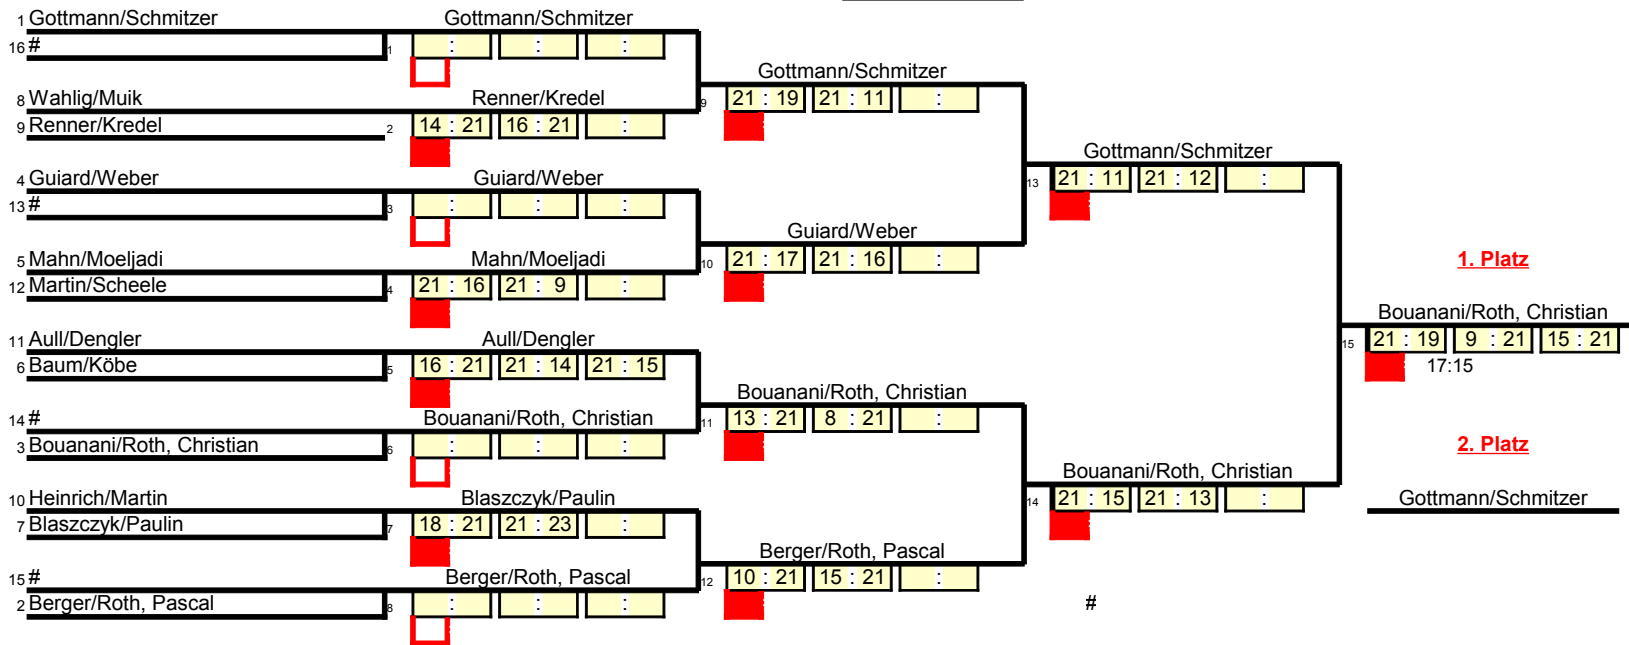 1 Gottmann/Schmitzer Gottmann/Schmitzer
16 # 1 : : :
Gottmann/Schmitzer
8 Wahlig/Muik Renner/Kredel 9 21 : 19 21 : 11 :
9 Renner/Kredel 2 14 : 21 16 : 21 :
Gottmann/Schmitzer
4 Guiard/Weber Guiard/Weber 13 21 : 11 21 : 12 :
13 # 3 : : :
Guiard/Weber
5 Mahn/Moeljadi Mahn/Moeljadi 10 21 : 17 21 : 16 : 1. Platz
12 Martin/Scheele 4 21 : 16 21 : 9 :
Bouanani/Roth, Christian
11 Aull/Dengler Aull/Dengler 15 21 : 19 9 : 21 15 : 21
6 Baum/Köbe 5 16 : 21 21 : 14 21 : 15 17:15
Bouanani/Roth, Christian
14 # Bouanani/Roth, Christian 11 13 : 21 8 : 21 :
3 Bouanani/Roth, Christian 6 : : : 2. Platz
Bouanani/Roth, Christian
10 Heinrich/Martin Blaszczyk/Paulin 14 21 : 15 21 : 13 : Gottmann/Schmitzer
7 Blaszczyk/Paulin 7 18 : 21 21 : 23 :
Berger/Roth, Pascal
15 # Berger/Roth, Pascal 12 10 : 21 15 : 21 :
2 Berger/Roth, Pascal 8 : : : #